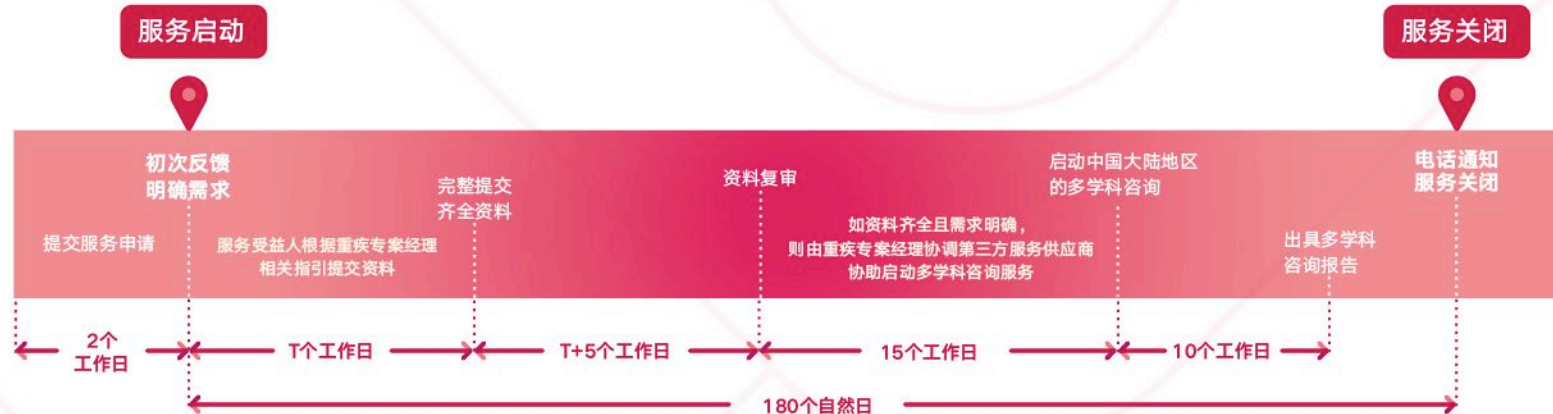 服务启动
服务关闭
初次反馈
明确需求
完整提交
齐全资料
资料复审
启动中国大陆地区
的多学科咨询
电话通知
服务关闭
提交服务申请
服务受益人根据重疾专案经理
相关指引提交资料
如资料齐全且需求明确，
则由重疾专案经理协调第三方服务供应商
协助启动多学科咨询服务
出具多学科
咨询报告
2个
工作日
T个工作日
T+5个工作日
15个工作日
10个工作日
180个自然日